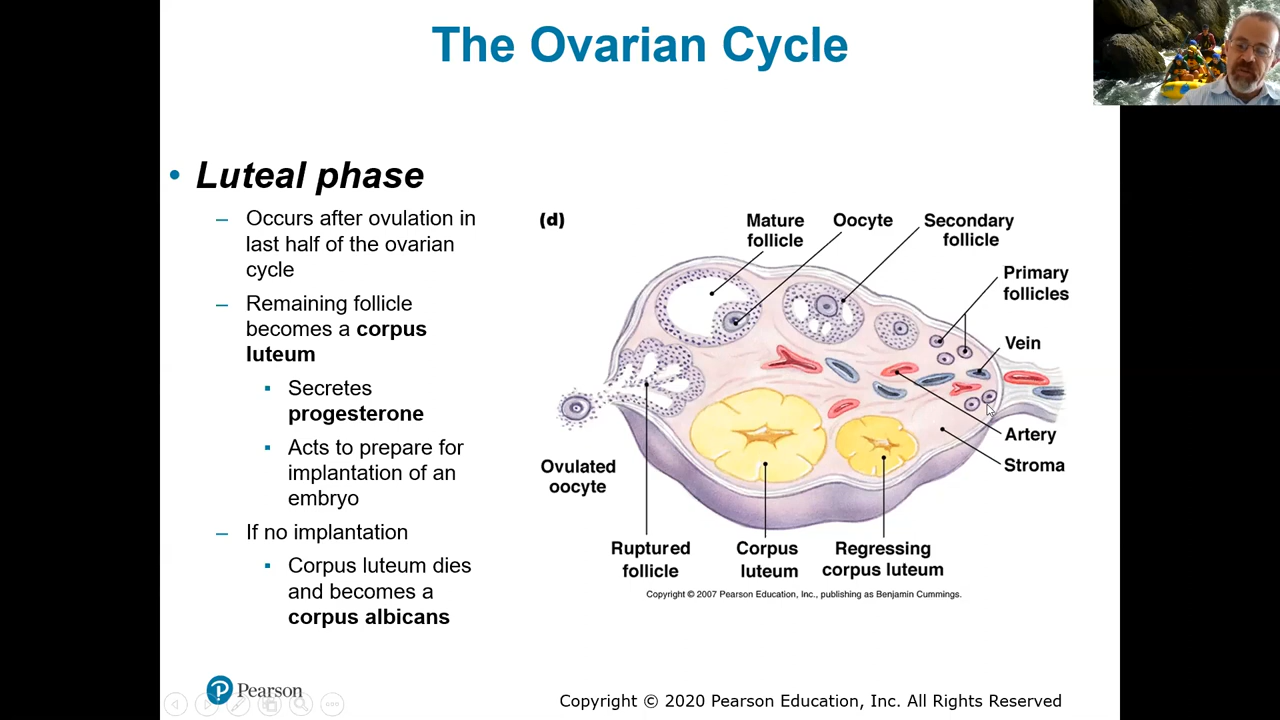 The Ovarian Cycle
• Luteal phase
– Occurs after ovulation in
last half of the ovarian
cycle
– Remaining follicle
becomes a corpus
luteum
▪ Secretes
progesterone
▪ Acts to prepare for
implantation of an
embryo
– If no implantation
▪ Corpus luteum dies
and becomes a
corpus albicans
(d)
Mature
follicle
Oocyte
Secondary
follicle
Primary
follicles
Vein
Artery
Stroma
Ovulated
oocyte
Ruptured
follicle
Corpus
luteum
Regressing
corpus luteum
Copyright © 2007 Pearson Education, Inc., publishing as Benjamin Cummings.
P Pearson
Copyright © 2020 Pearson Education, Inc. All Rights Reserved